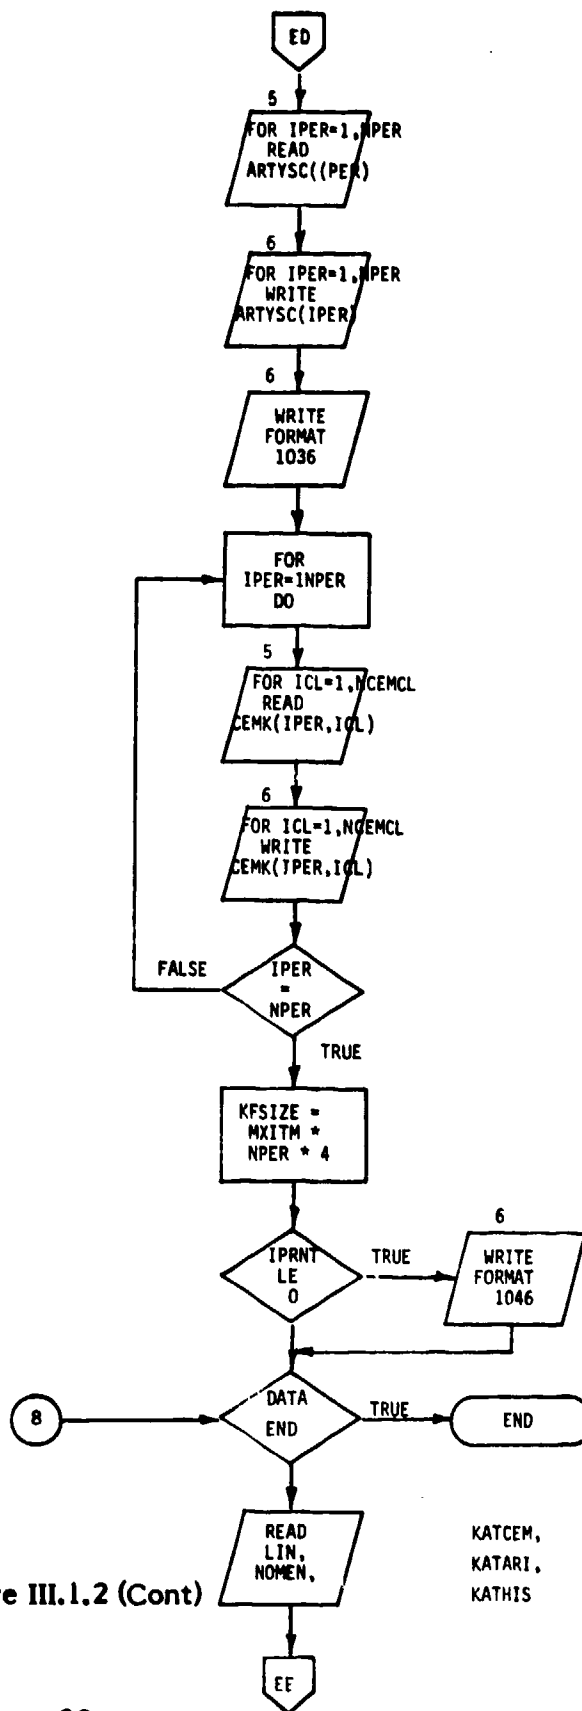 ED
5
FOR IPER=1,NPER
READ
ARTYSC((PER)
6
FOR IPER=1,NPER
WRITE
ARTYSC(IPER)
6
WRITE
FORMAT
1036
FOR
IPER=1NPER
DO
5
FOR ICL=1,NCEMCL
READ
CEMK(IPER,ICL)
6
FOR ICL=1,NCEMCL
WRITE
CEMK(IPER,ICL)
FALSE
IPER
=
NPER
TRUE
KFSIZE =
MXITM *
NPER * 4
IPRNT
LE
0
TRUE
6
WRITE
FORMAT
1046
8
DATA
END
TRUE
END
READ
LIN,
NOMEN,
KATCEM,
KATARI,
KATHIS
e III.1.2 (Cont)
EE